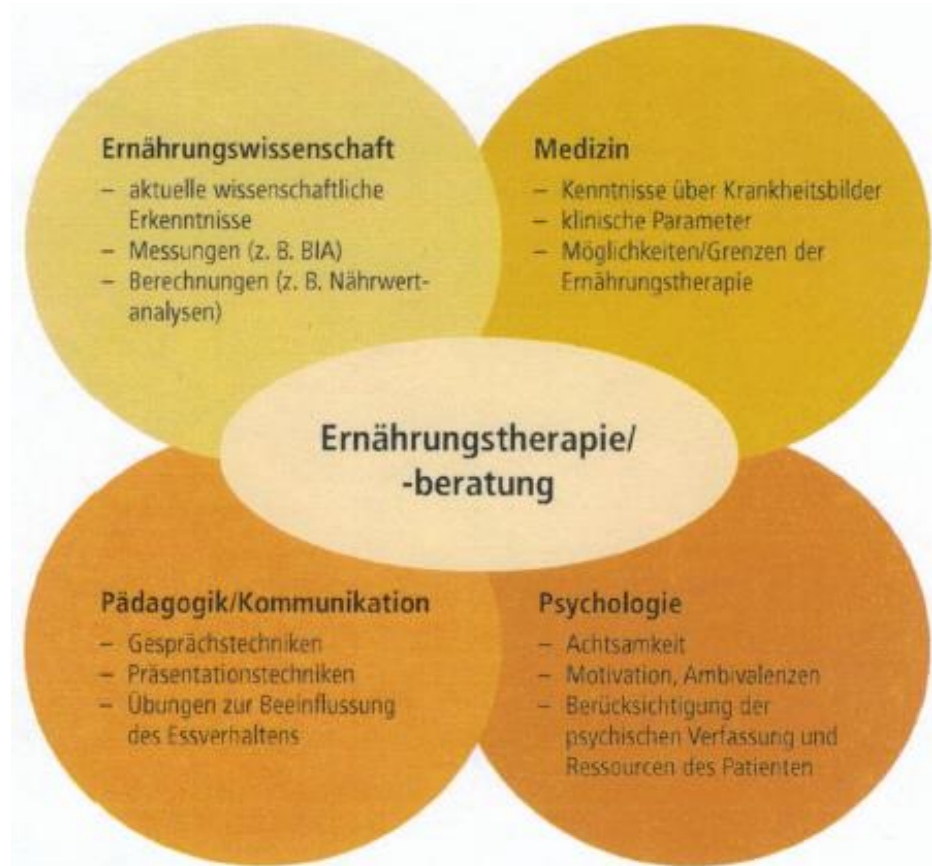 Ernährungswissenschaft
– aktuelle wissenschaftliche
Erkenntnisse
– Messungen (z. B. BIA)
– Berechnungen (z. B. Nährwert-
analysen)
Medizin
– Kenntnisse über Krankheitsbilder
– klinische Parameter
– Möglichkeiten/Grenzen der
Ernährungstherapie
Ernährungstherapie/
-beratung
Pädagogik/Kommunikation
– Gesprächstechniken
– Präsentationstechniken
– Übungen zur Beeinflussung
des Essverhaltens
Psychologie
– Achtsamkeit
– Motivation, Ambivalenzen
– Berücksichtigung der
psychischen Verfassung und
Ressourcen des Patienten